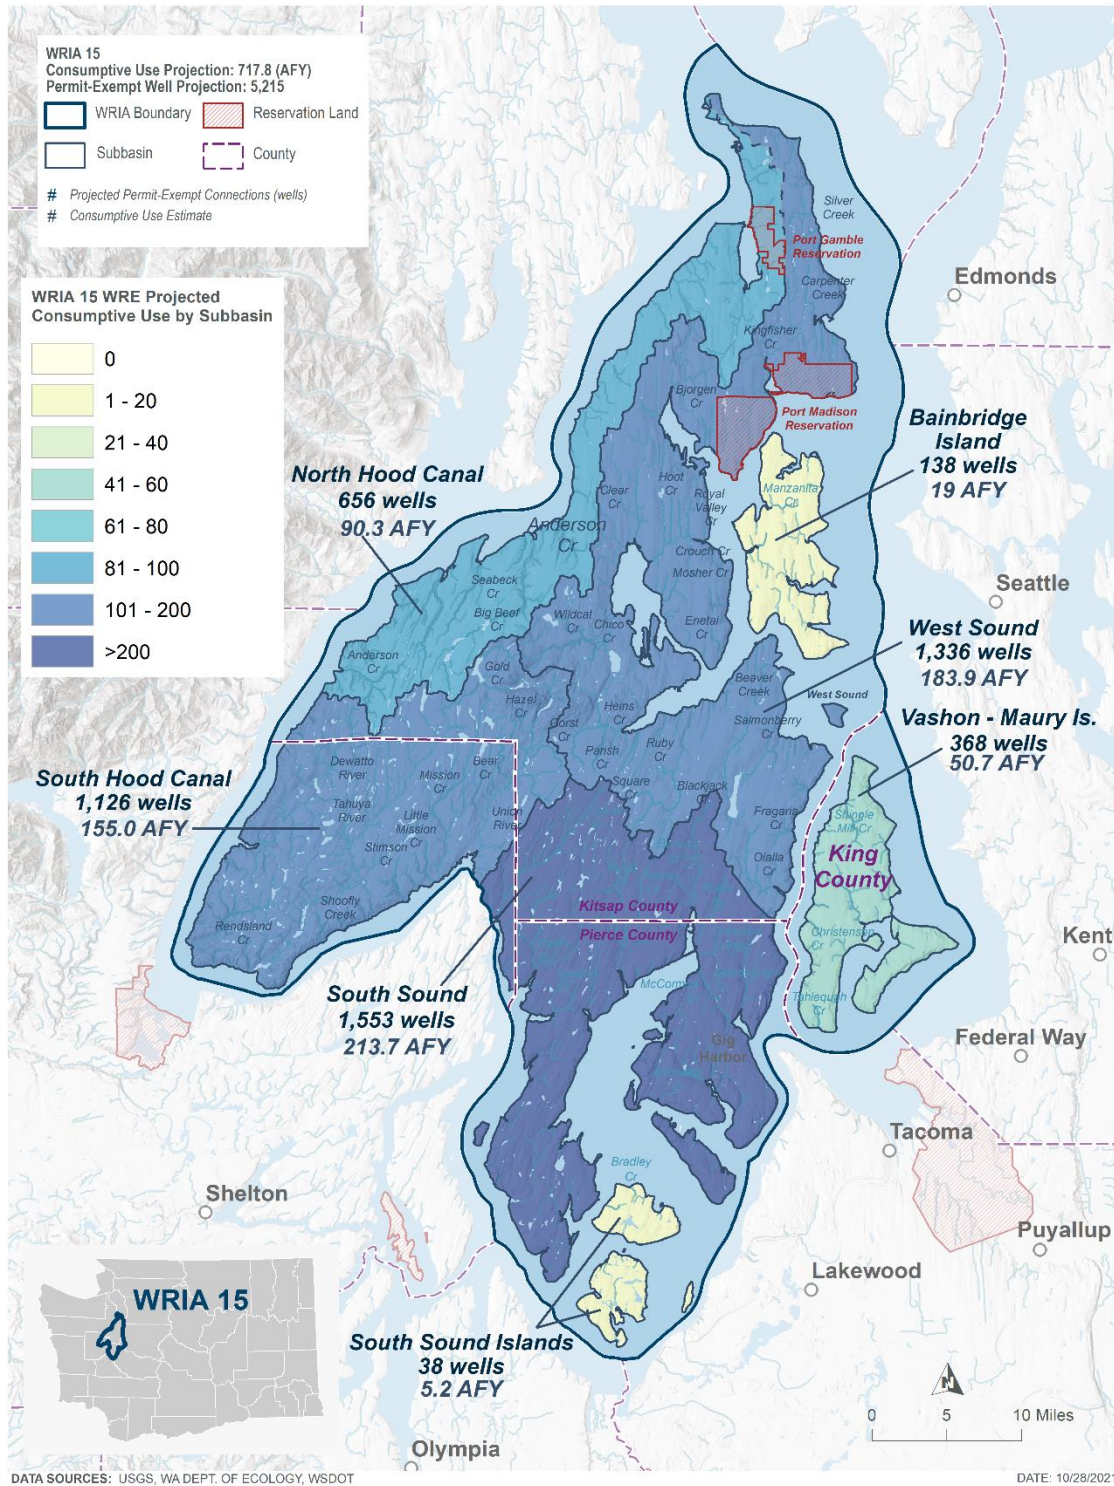 WRIA 15
Consumptive Use Projection: 717.8 (AFY)
Permit-Exempt Well Projection: 5,215
WRIA Boundary
Reservation Land
Subbasin
County
# Projected Permit-Exempt Connections (wells)
# Consumptive Use Estimate
WRIA 15 WRE Projected
Consumptive Use by Subbasin
0
1 - 20
21 - 40
41 - 60
61 - 80
81 - 100
101 - 200
>200
Silver
Creek
Port Gamble
Reservation
Carpenter
Creek
Kingfisher
Cr
Edmonds
Bjorgen
Cr
Port Madison
Reservation
Bainbridge
Island
138 wells
19 AFY
North Hood Canal
656 wells
90.3 AFY
Clear
Cr
Hoot
Cr
Royal
Valley
Cr
Manzanita
Cr
Anderson
Cr
Crouch Cr
Mosher Cr
Seabeck
Cr
Seattle
Big Beef
Cr
Wildcat
Cr
Chico
Cr
Enetai
Cr
West Sound
1,336 wells
183.9 AFY
Anderson
Cr
Gold
Cr
Beaver
Creek
West Sound
Hazel
Cr
Heins
Cr
Gorst
Cr
Salmonberry
Cr
Vashon - Maury Is.
368 wells
50.7 AFY
Parish
Cr
Ruby
Cr
South Hood Canal
1,126 wells
155.0 AFY
Dewatto
River
Mission
Cr
Bear
Cr
Square
Cr
Blackjack
Cr
Tahuya
River
Little
Mission
Cr
Union
River
Fragaria
Cr
Shingle
Mill Cr
Stimson
Cr
Olalla
Cr
King
County
Shoofly
Creek
Rendsland
Cr
Kitsap County
Pierce County
Christensen
Cr
Kent
South Sound
1,553 wells
213.7 AFY
McCorm
Tahlequah
Cr
Gig
Harbor
Federal Way
Tacoma
Bradley
Cr
Shelton
Puyallup
Lakewood
WRIA 15
South Sound Islands
38 wells
5.2 AFY
N
0 5 10 Miles
Olympia
DATA SOURCES: USGS, WA DEPT. OF ECOLOGY, WSDOT
DATE: 10/28/2021